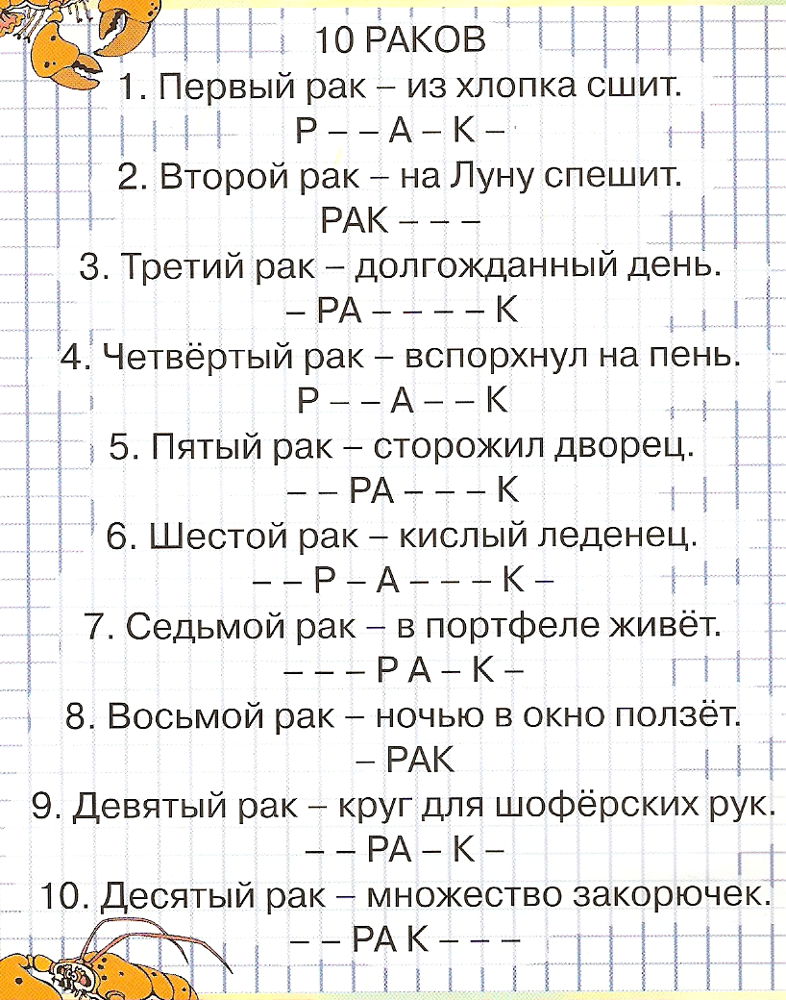 10 РАКОВ
1. Первый рак – из хлопка сшит.
Р – – А – К –
2. Второй рак – на Луну спешит.
РАК – – –
3. Третий рак – долгожданный день.
– РА – – – – К
4. Четвёртый рак – вспорхнул на пень.
Р – – А – – К
5. Пятый рак – сторожил дворец.
– – РА – – – К
6. Шестой рак – кислый леденец.
– – Р – А – – – К –
7. Седьмой рак – в портфеле живёт.
– – – Р А – К –
8. Восьмой рак – ночью в окно ползёт.
– РАК
9. Девятый рак – круг для шофёрских рук.
– – РА – К –
10. Десятый рак – множество закорючек.
– – РА К – – –